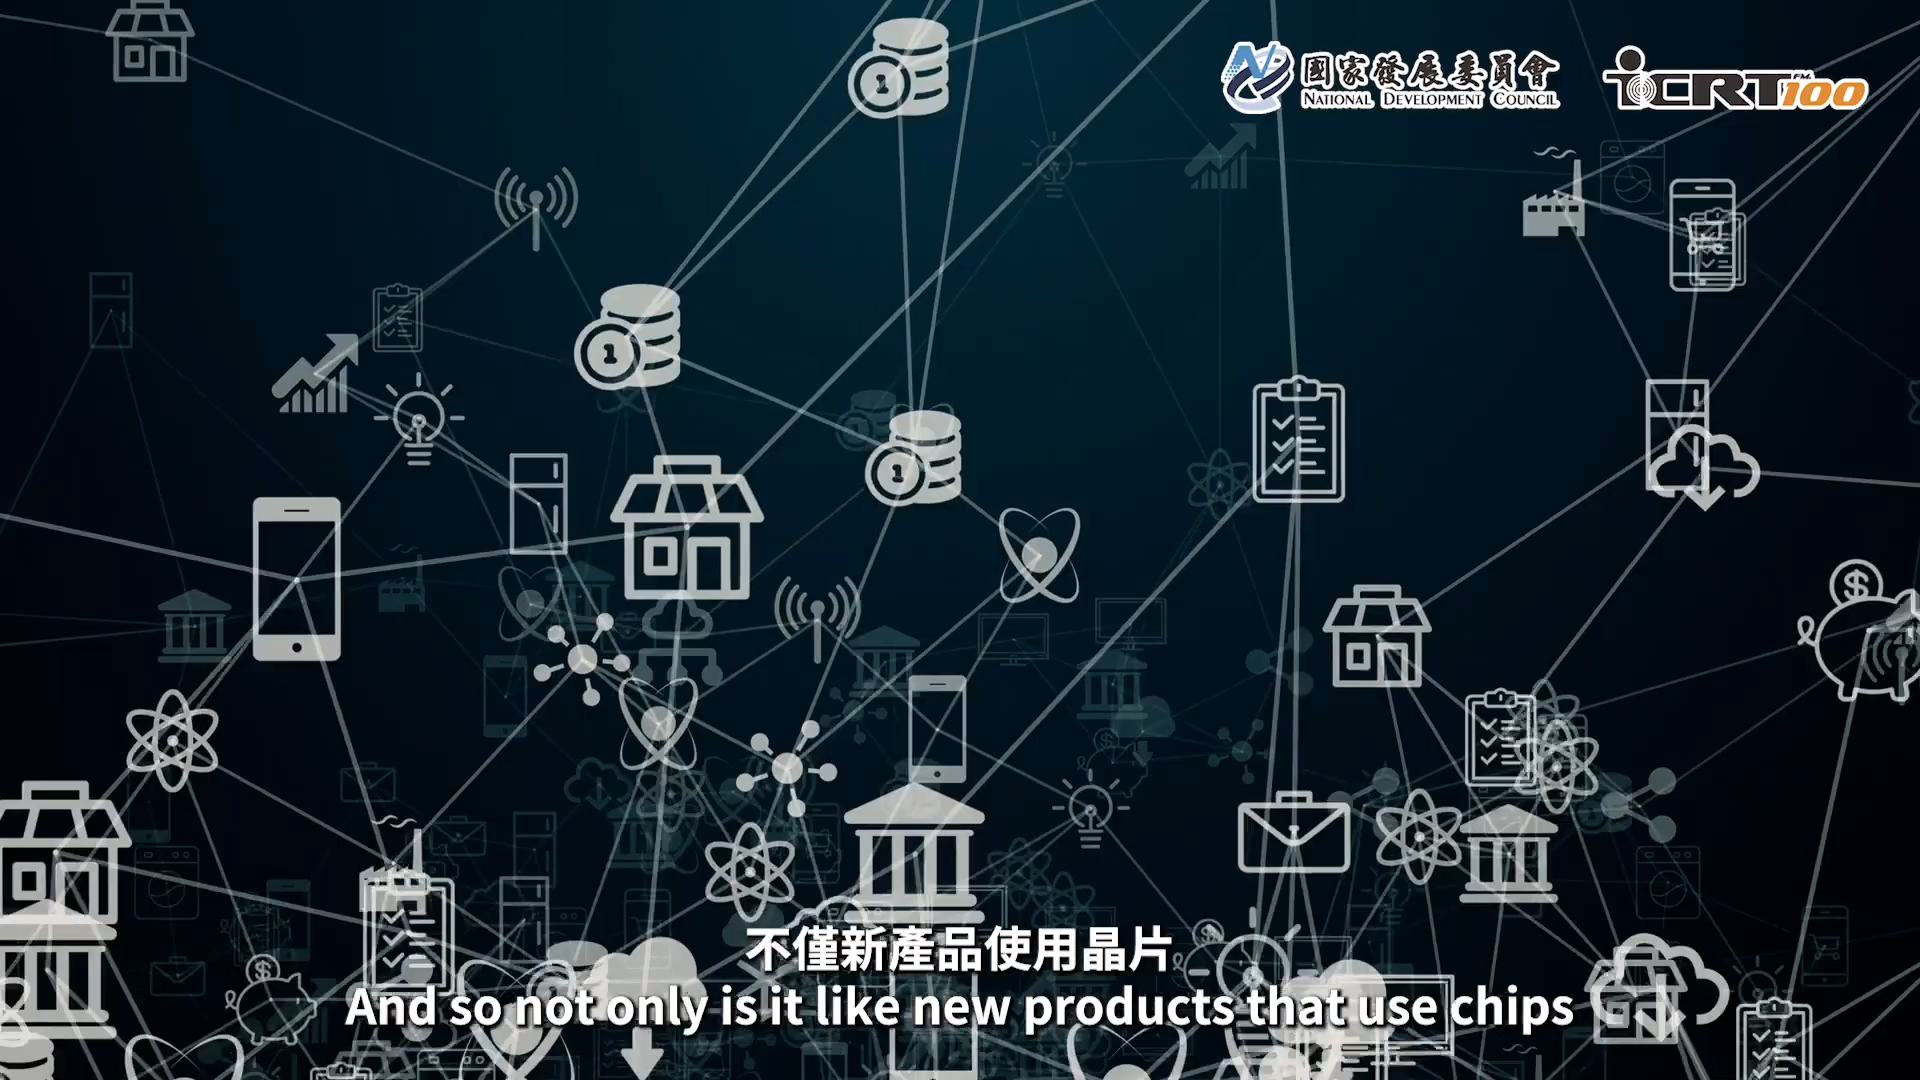 國家發展委員會
NATIONAL DEVELOPMENT COUNCIL
iCRT FM 100
不僅新產品使用晶片
And so not only is it like new products that use chips